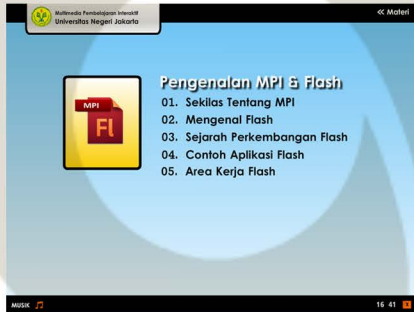 Multimedia Pembelajaran Interaktif
Universitas Negeri Jakarta
<< Materi
Pengenalan MPI & Flash
MPI
Fl
01. Sekilas Tentang MPI
02. Mengenal Flash
03. Sejarah Perkembangan Flash
04. Contoh Aplikasi Flash
05. Area Kerja Flash
MUSIK
16 41